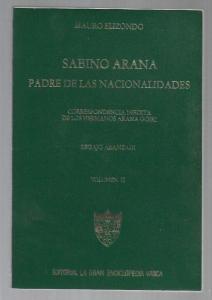 MAURO ELIZONDO
SABINO ARANA
PADRE DE LAS NACIONALIDADES
CORRESPONDENCIA INEDITA
DE LOS HERMANOS ARANA GOIRI
LEGAJO ARANZADI
VOLUMEN II
EDITORIAL LA GRAN ENCICLOPEDIA VASCA